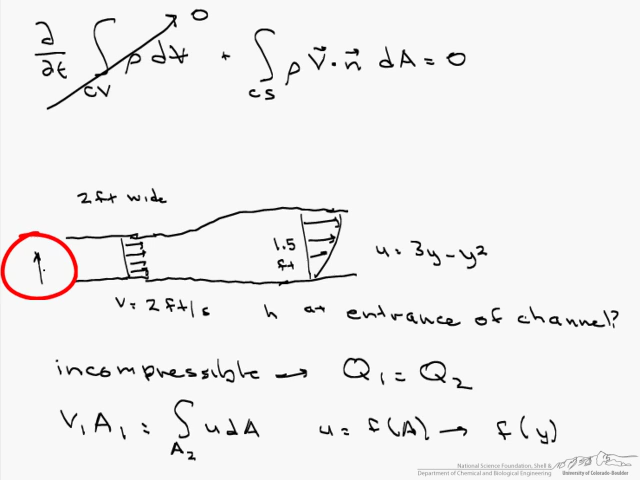 ∂/∂t ∫CV ρ dV 0 + ∫CS ρ V⃗ · n⃗ dA = 0
2 ft wide
1.5 ft
u = 3y - y²
V = 2 ft/s
h at entrance of channel?
incompressible → Q₁ = Q₂
V₁A₁ = ∫A₂ u dA u = f(A) → f(y)
National Science Foundation, Shell &
Department of Chemical and Biological Engineering
University of Colorado-Boulder